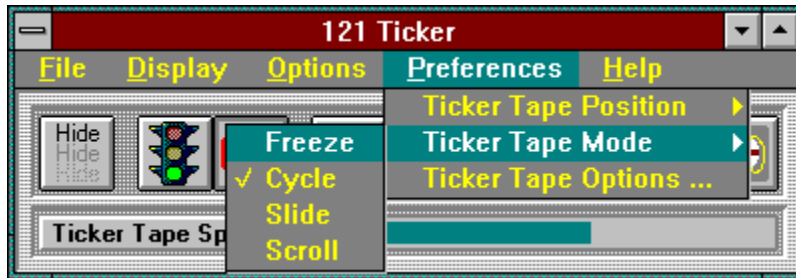 121 Ticker
File Display Options Preferences Help
Ticker Tape Position
Hide
Hide
Hide
Freeze
Ticker Tape Mode
✓ Cycle
Ticker Tape Options ...
Slide
Ticker Tape Sp
Scroll